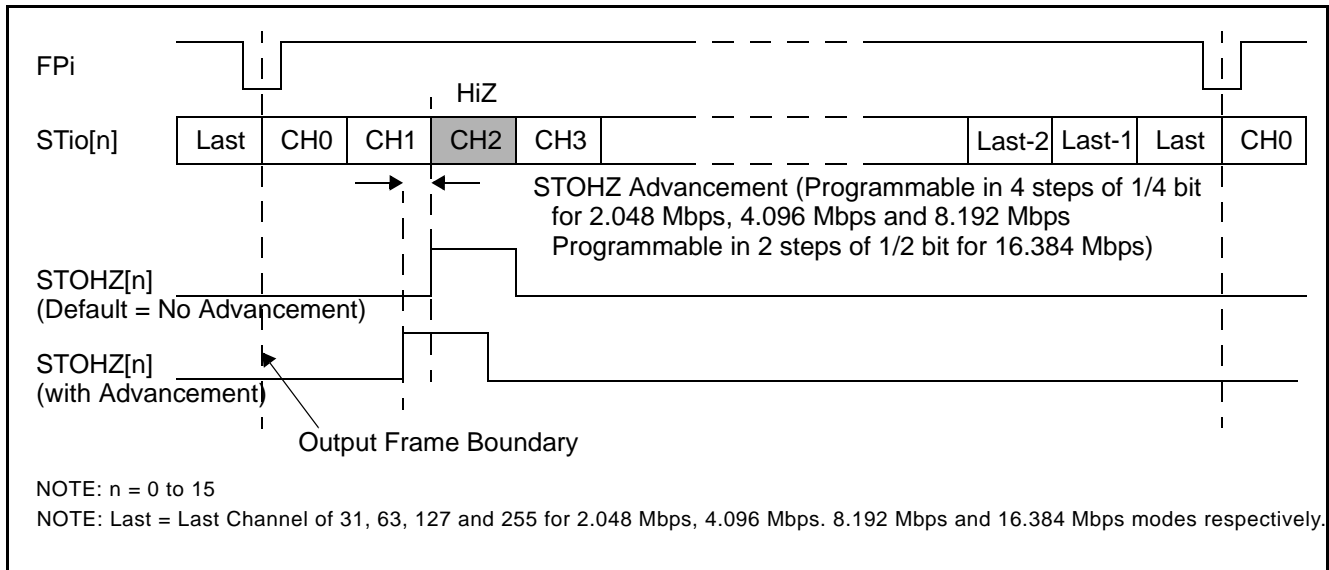 FPi
HiZ
STio[n] Last CH0 CH1 CH2 CH3 Last-2 Last-1 Last CH0
STOHZ Advancement (Programmable in 4 steps of 1/4 bit
for 2.048 Mbps, 4.096 Mbps and 8.192 Mbps
Programmable in 2 steps of 1/2 bit for 16.384 Mbps)
STOHZ[n]
(Default = No Advancement)
STOHZ[n]
(with Advancement)
Output Frame Boundary
NOTE: n = 0 to 15
NOTE: Last = Last Channel of 31, 63, 127 and 255 for 2.048 Mbps, 4.096 Mbps. 8.192 Mbps and 16.384 Mbps modes respectively.